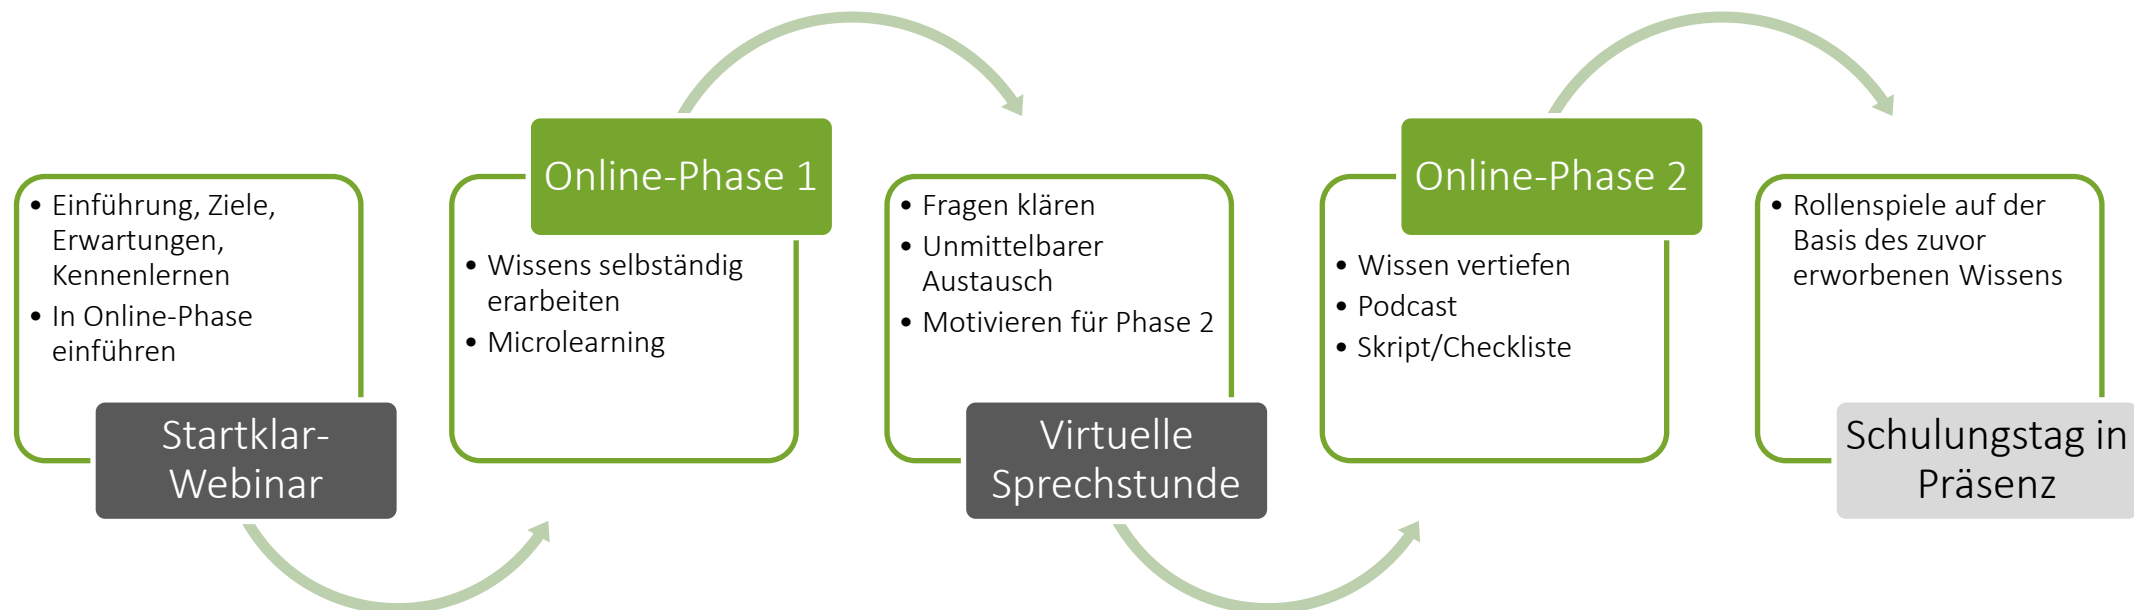 • Einführung, Ziele,
Erwartungen,
Kennenlernen
• In Online-Phase
einführen
Startklar-
Webinar
Online-Phase 1
• Wissens selbständig
erarbeiten
• Microlearning
• Fragen klären
• Unmittelbarer
Austausch
• Motivieren für Phase 2
Virtuelle
Sprechstunde
Online-Phase 2
• Wissen vertiefen
• Podcast
• Skript/Checkliste
• Rollenspiele auf der
Basis des zuvor
erworbenen Wissens
Schulungstag in
Präsenz